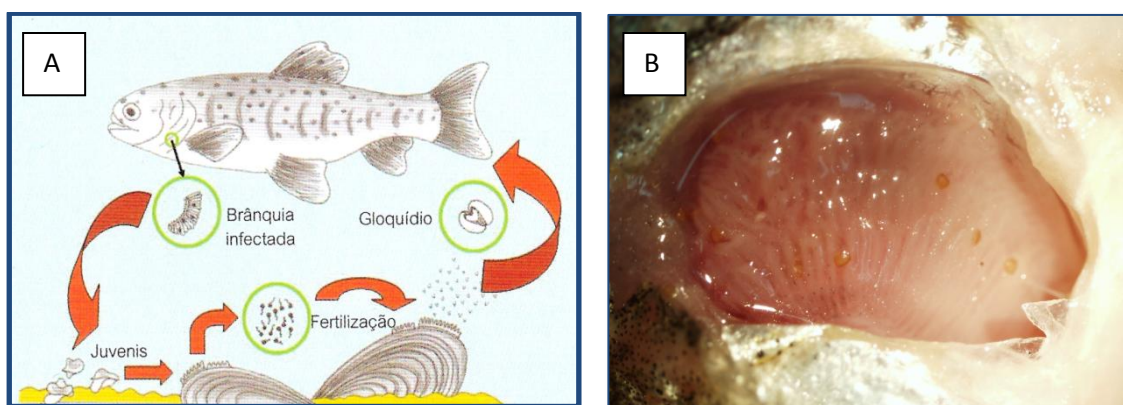 A
B
Brânquia
infectada
Gloquídio
Fertilização
Juvenis